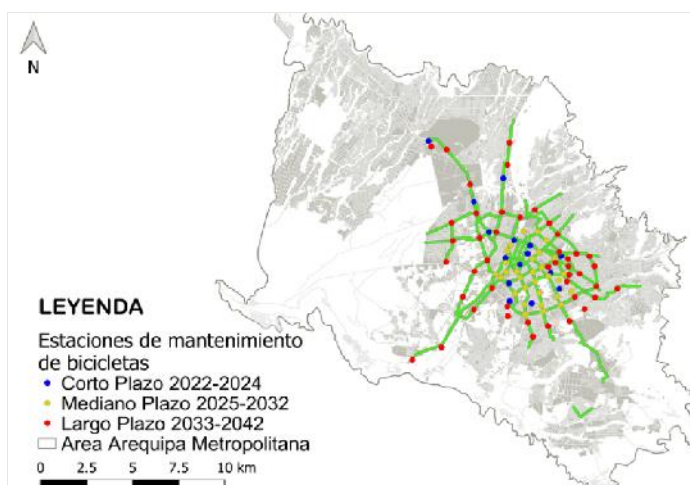 N
LEYENDA
Estaciones de mantenimiento
de bicicletas
Corto Plazo 2022-2024
Mediano Plazo 2025-2032
Largo Plazo 2033-2042
Area Arequipa Metropolitana
0 2.5 5 7.5 10 km